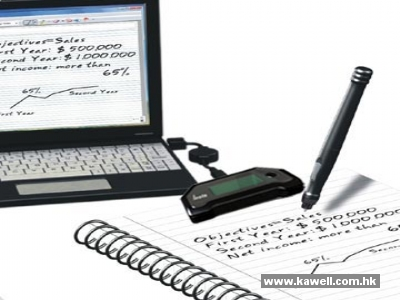 Objectives=Sales
First Year: $ 500,000
Second Year: $ 1,000,000
Net income: more than
65%
65%
Second Year
First Year
Objectives=Sales
First Year: $ 500,000
Second Year: $ 1,000,000
Net income: more
65%
www.kawell.com.hk